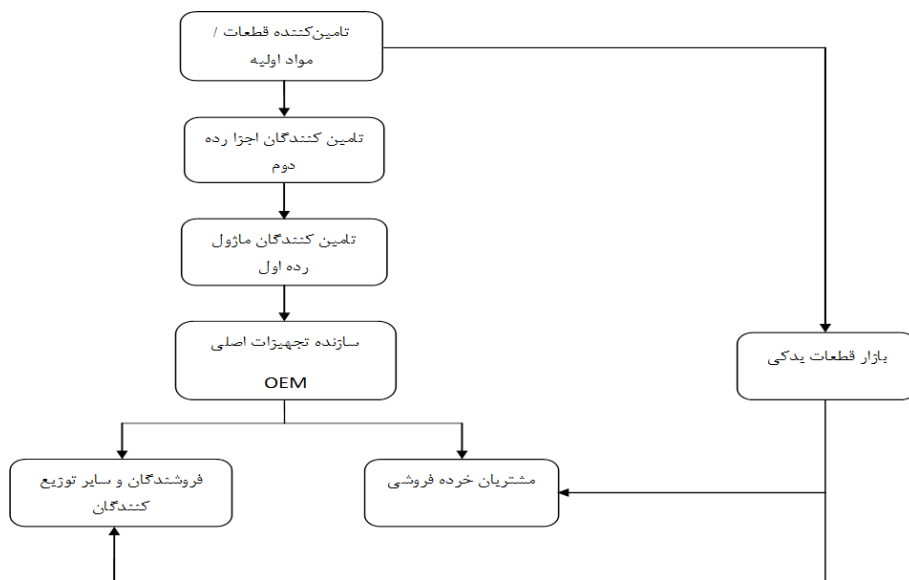 تامین‌کننده قطعات /
مواد اولیه
تامین کنندگان اجزا رده
دوم
تامین کنندگان ماژول
رده اول
سازنده تجهیزات اصلی
OEM
بازار قطعات یدکی
فروشندگان و سایر توزیع
کنندگان
مشتریان خرده فروشی